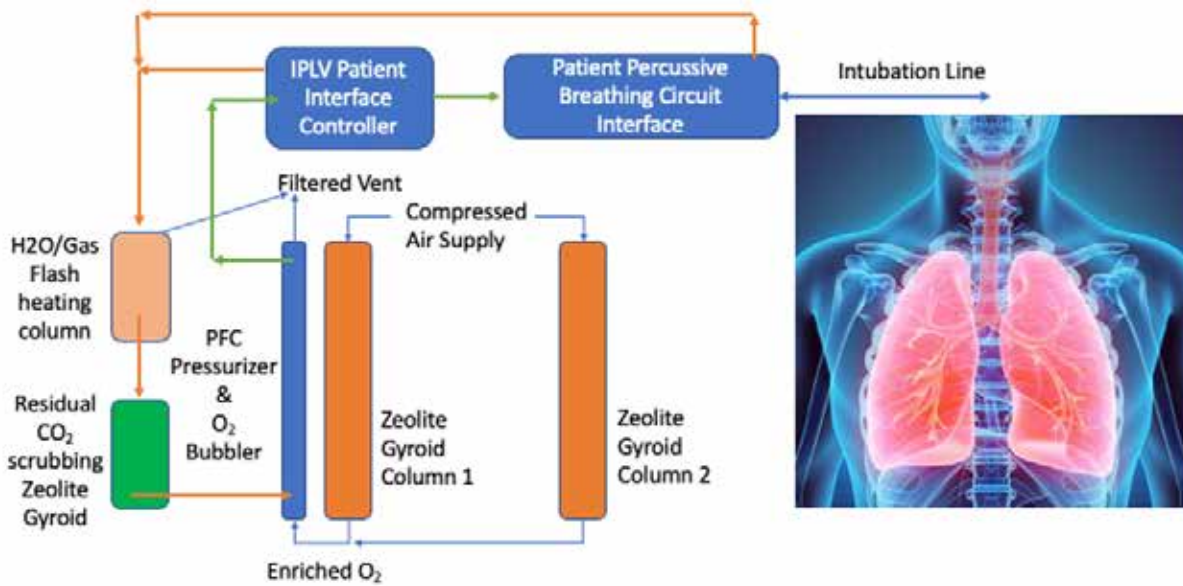 IPLV Patient
Interface
Controller
Patient Percussive
Breathing Circuit
Interface
Intubation Line
Filtered Vent
Compressed
Air Supply
H2O/Gas
Flash
heating
column
PFC
Pressurizer
&
O₂
Bubbler
Residual
CO₂
scrubbing
Zeolite
Gyroid
Zeolite
Gyroid
Column 1
Zeolite
Gyroid
Column 2
Enriched O₂